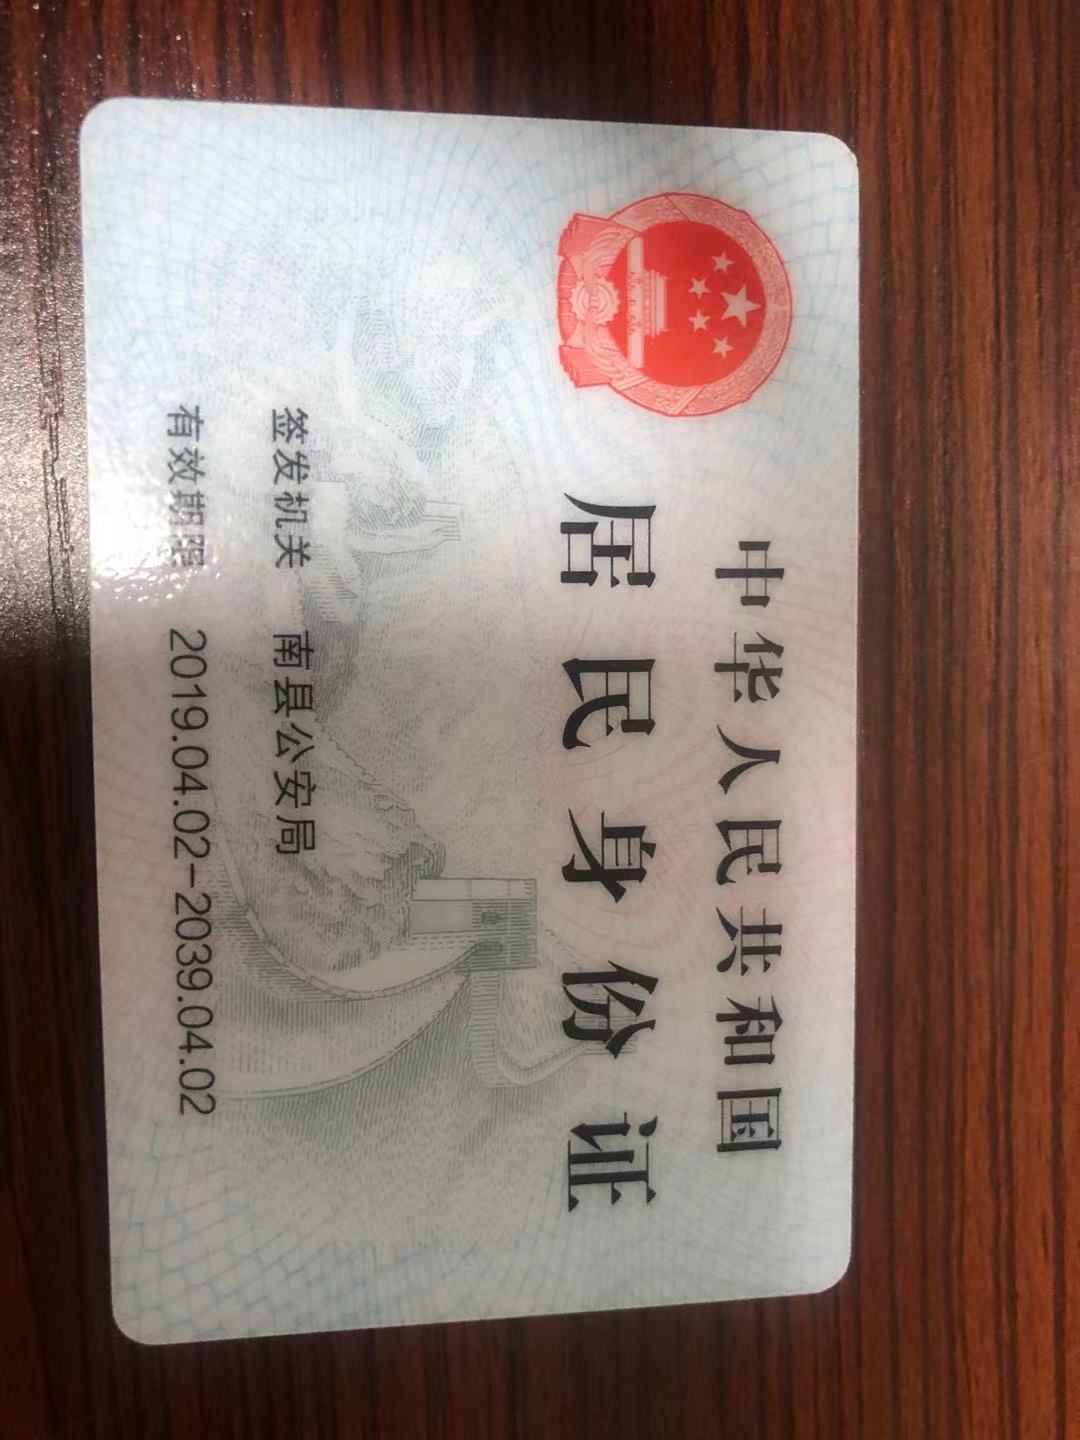 中华人民共和国
居民身份证
签发机关 南县公安局
有效期限 2019.04.02-2039.04.02